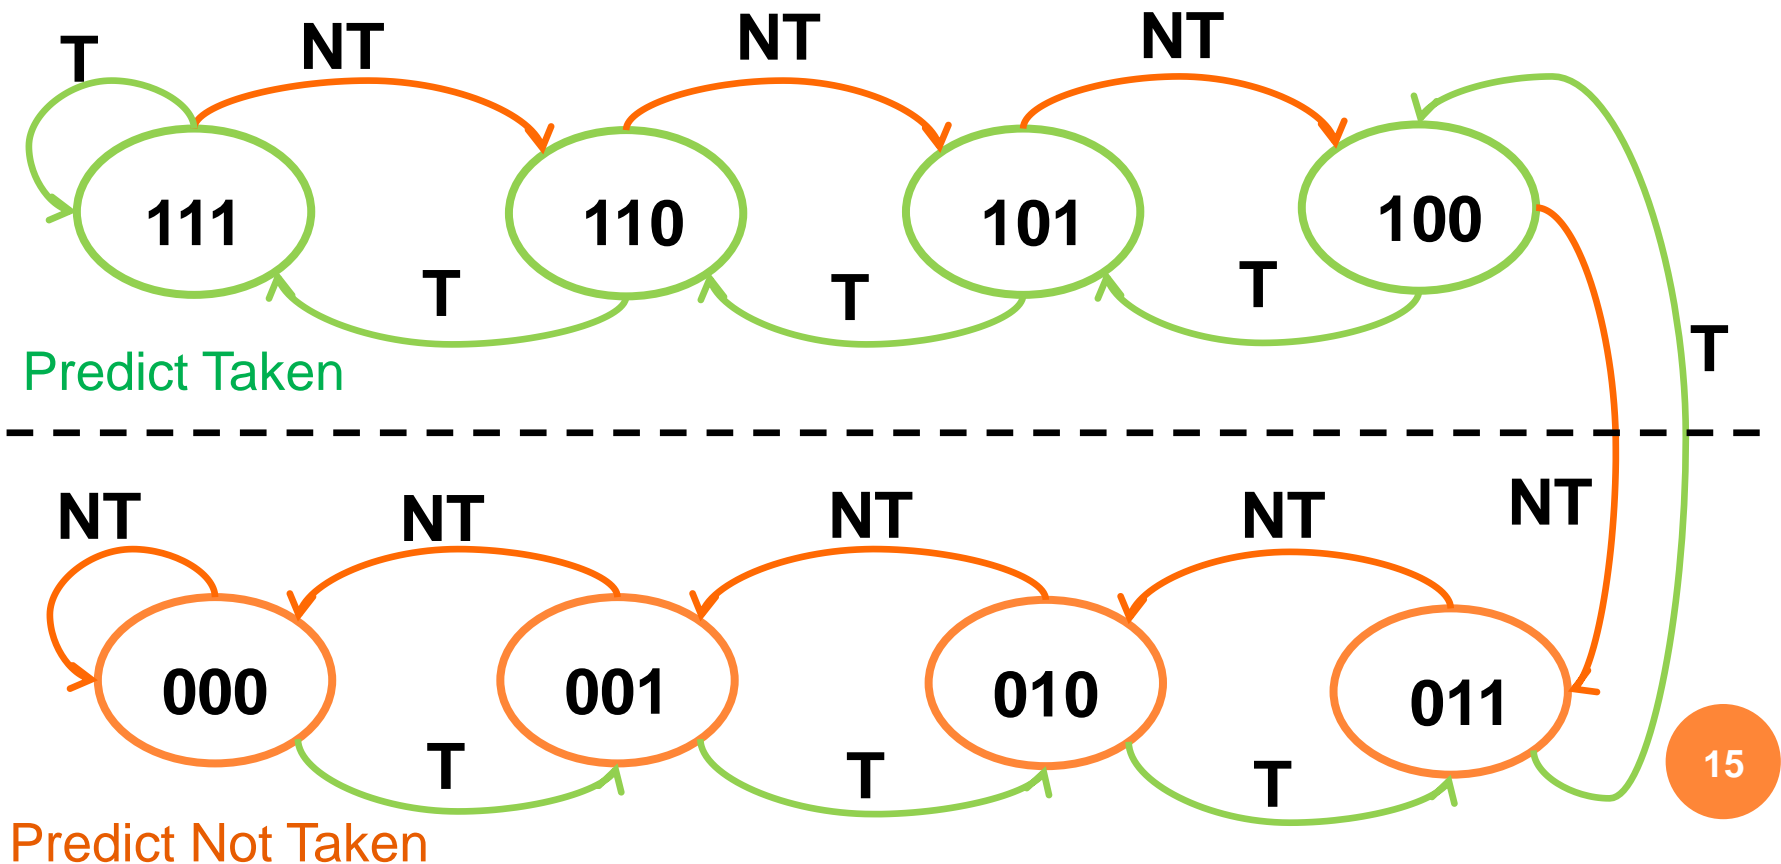 T
NT
NT
NT
111
110
101
100
T
T
T
T
Predict Taken
NT
NT
NT
NT
NT
000
001
010
011
T
T
T
15
Predict Not Taken